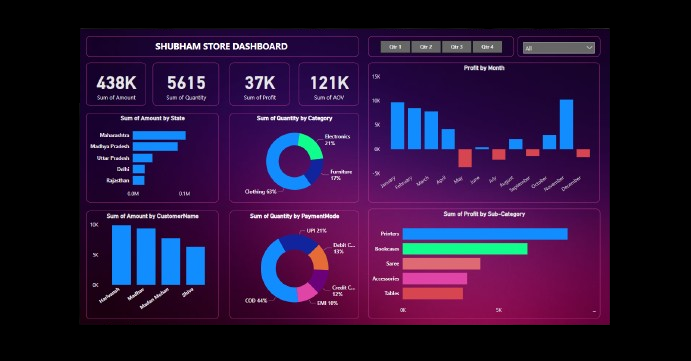 SHUBHAM STORE DASHBOARD
Qtr 1
Qtr 2
Qtr 3
Qtr 4
All
438K
Sum of Amount
5615
Sum of Quantity
37K
Sum of Profit
121K
Sum of AOV
Profit by Month
15K
10K
5K
0K
-5K
January
February
March
April
May
June
July
August
September
October
November
December
Sum of Amount by State
Maharashtra
Madhya Pradesh
Uttar Pradesh
Delhi
Rajasthan
0.0M
0.1M
Sum of Quantity by Category
Electronics
21%
Furniture
17%
Clothing 63%
Sum of Amount by CustomerName
10K
5K
0K
Harivansh
Madhav
Madan Mohan
Shiva
Sum of Quantity by PaymentMode
UPI 21%
Debit C...
13%
Credit C...
12%
EMI 10%
COD 44%
Sum of Profit by Sub-Category
Printers
Bookcases
Saree
Accessories
Tables
0K
5K